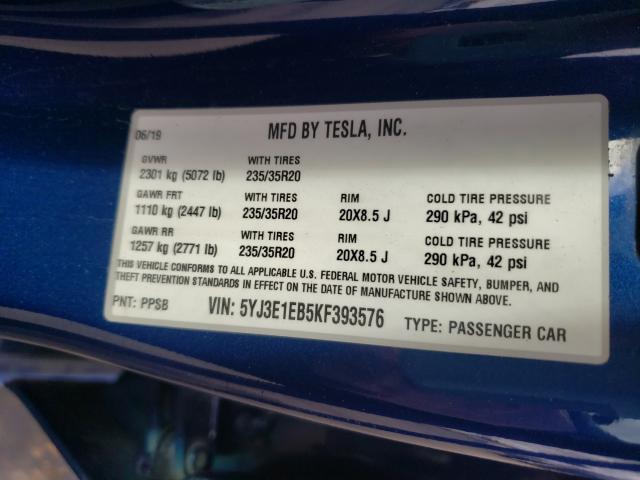 06/19 MFD BY TESLA, INC.
GVWR WITH TIRES
2301 kg (5072 lb) 235/35R20
GAWR FRT WITH TIRES RIM COLD TIRE PRESSURE
1110 kg (2447 lb) 235/35R20 20X8.5 J 290 kPa, 42 psi
GAWR RR WITH TIRES RIM COLD TIRE PRESSURE
1257 kg (2771 lb) 235/35R20 20X8.5 J 290 kPa, 42 psi
THIS VEHICLE CONFORMS TO ALL APPLICABLE U.S. FEDERAL MOTOR VEHICLE SAFETY, BUMPER, AND
THEFT PREVENTION STANDARDS IN EFFECT ON THE DATE OF MANUFACTURE SHOWN ABOVE.
PNT: PPSB VIN: 5YJ3E1EB5KF393576 TYPE: PASSENGER CAR